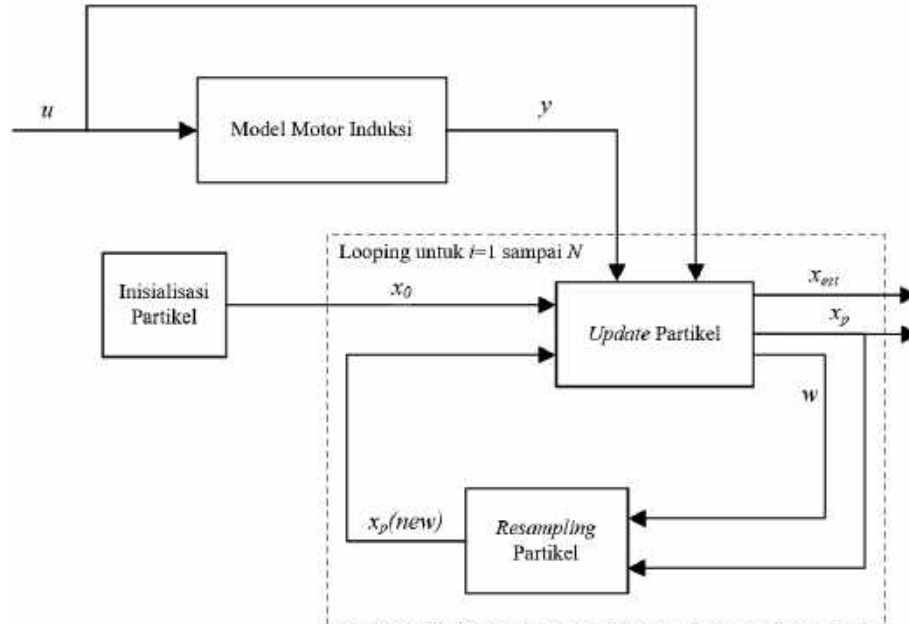 u
Model Motor Induksi
y
Looping untuk i=1 sampai N
Inisialisasi
Partikel
x0
Update Partikel
xest
xp
w
xp(new)
Resampling
Partikel